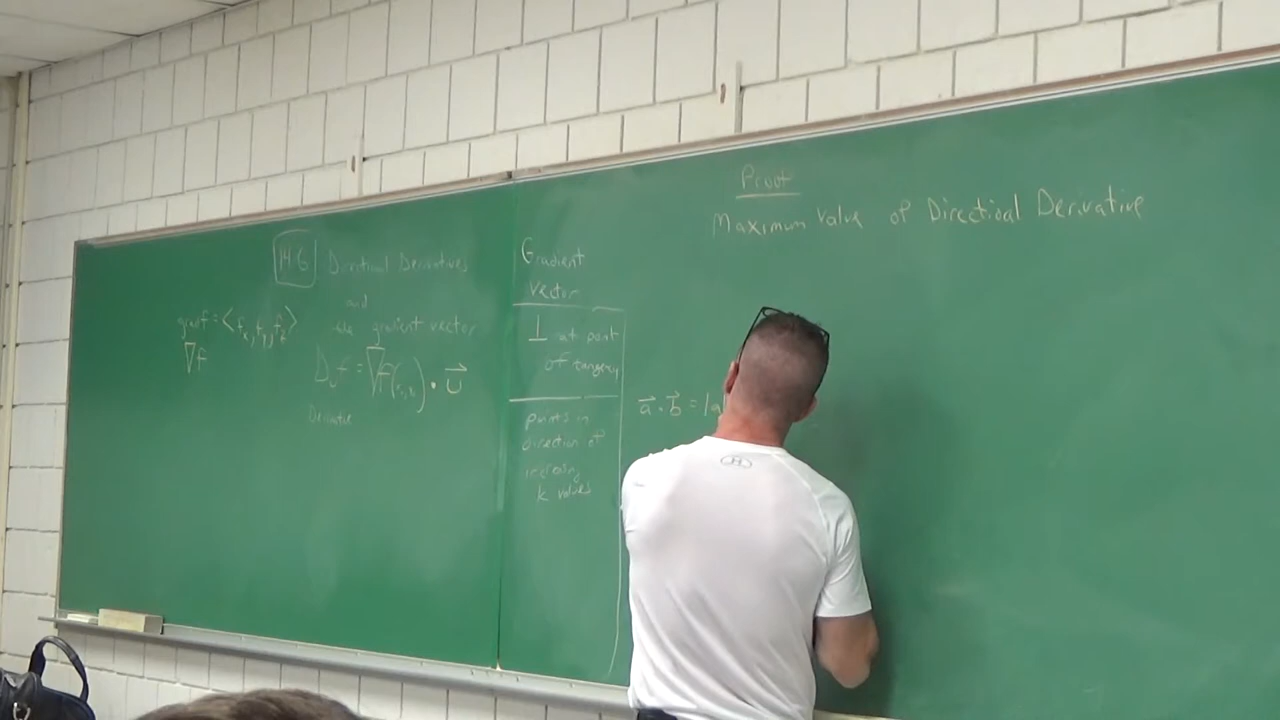 14.6 Directional Derivatives
and
the gradient vector
grad f = < fx, fy, fz >
∇f
Duf = ∇f( ) · u⃗
Derivative
Gradient
Vector
⊥ at point
of tangency
points in
direction of
increasing
k values
Proof
Maximum Value of Directional Derivative
a⃗ · b⃗ = |a|